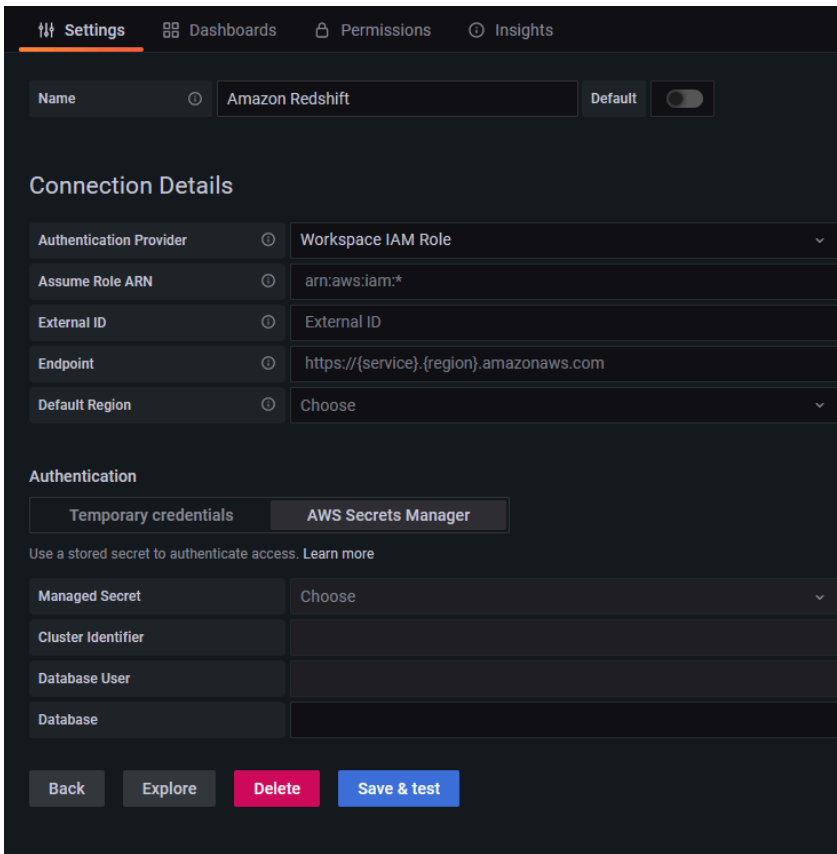 Settings Dashboards Permissions Insights
Name Amazon Redshift Default
Connection Details
Authentication Provider Workspace IAM Role
Assume Role ARN arn:aws:iam:*
External ID External ID
Endpoint https://{service}.{region}.amazonaws.com
Default Region Choose
Authentication
Temporary credentials AWS Secrets Manager
Use a stored secret to authenticate access. Learn more
Managed Secret Choose
Cluster Identifier
Database User
Database
Back Explore Delete Save & test